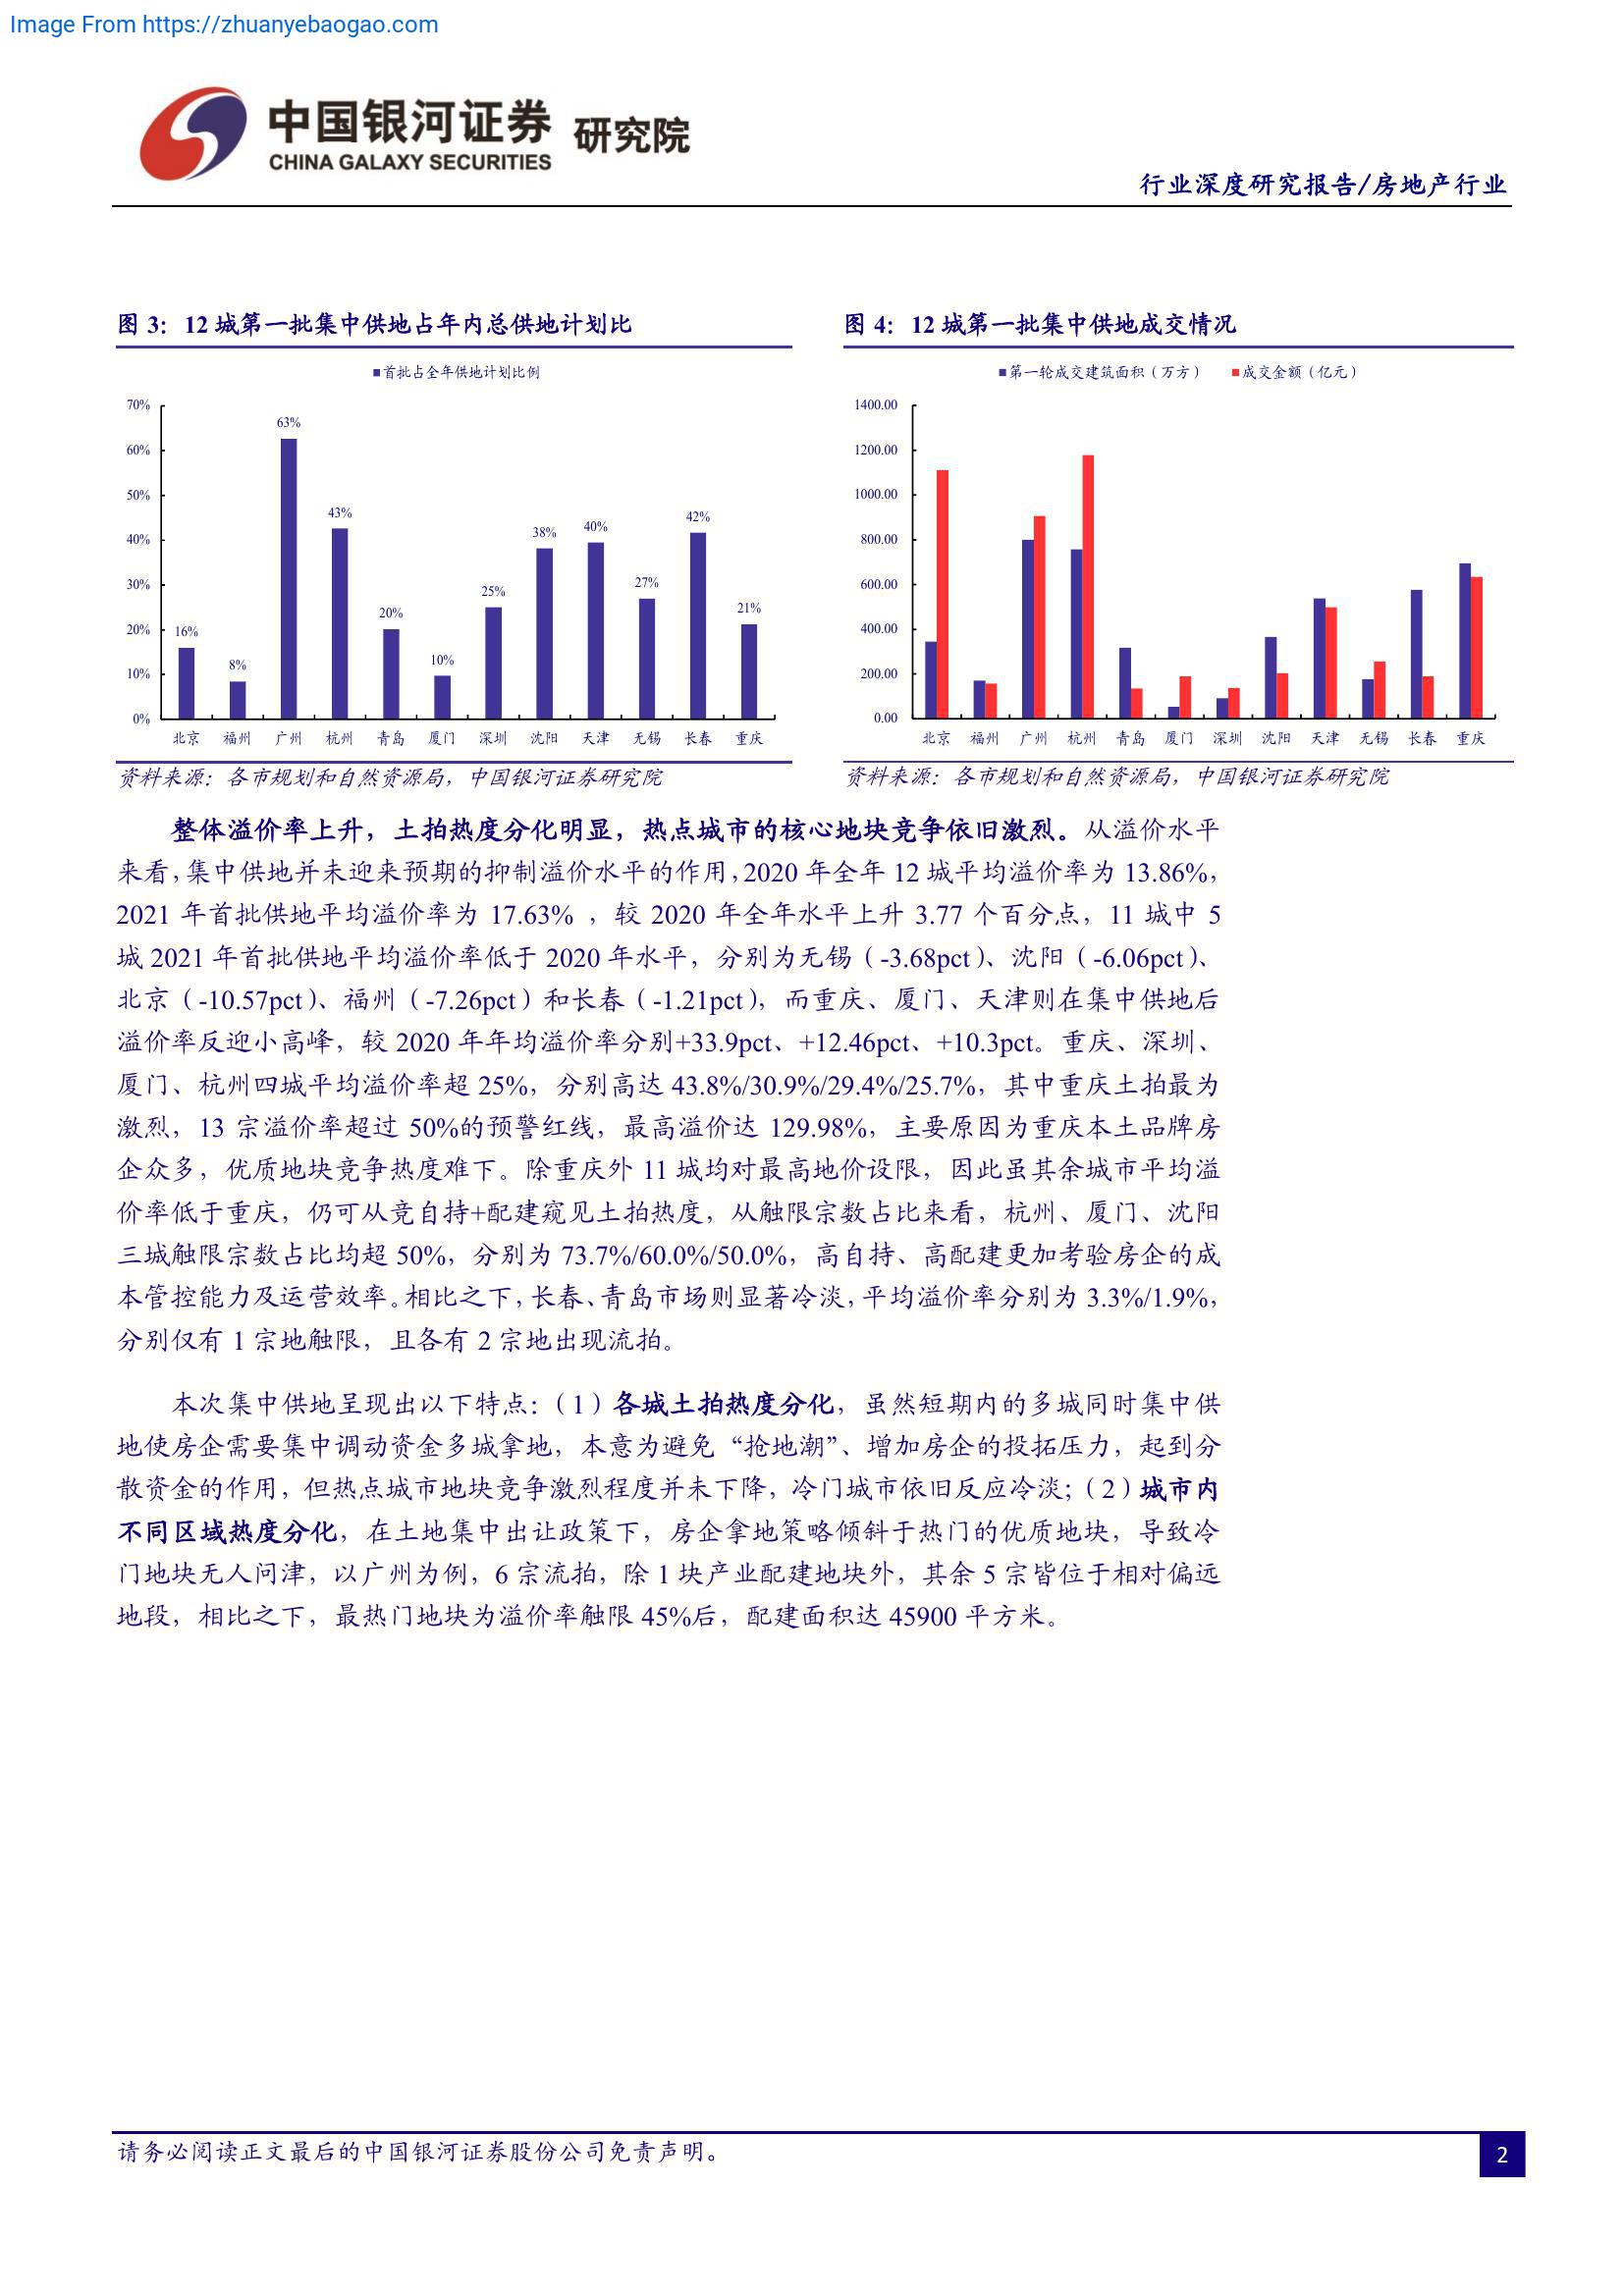 Image From https://zhuanyebaogao.com
中国银河证券 研究院
CHINA GALAXY SECURITIES
行业深度研究报告/房地产行业
图 3：12 城第一批集中供地占年内总供地计划比
首批占全年供地计划比例
70%
60%
50%
40%
30%
20%
10%
0%
16%
8%
63%
43%
20%
10%
25%
38%
40%
27%
42%
21%
北京 福州 广州 杭州 青岛 厦门 深圳 沈阳 天津 无锡 长春 重庆
资料来源：各市规划和自然资源局，中国银河证券研究院
图 4：12 城第一批集中供地成交情况
第一轮成交建筑面积（万方） 成交金额（亿元）
1400.00
1200.00
1000.00
800.00
600.00
400.00
200.00
0.00
北京 福州 广州 杭州 青岛 厦门 深圳 沈阳 天津 无锡 长春 重庆
资料来源：各市规划和自然资源局，中国银河证券研究院
整体溢价率上升，土拍热度分化明显，热点城市的核心地块竞争依旧激烈。从溢价水平
来看，集中供地并未迎来预期的抑制溢价水平的作用，2020 年全年 12 城平均溢价率为 13.86%，
2021 年首批供地平均溢价率为 17.63% ，较 2020 年全年水平上升 3.77 个百分点，11 城中 5
城 2021 年首批供地平均溢价率低于 2020 年水平，分别为无锡（-3.68pct）、沈阳（-6.06pct）、
北京（-10.57pct）、福州（-7.26pct）和长春（-1.21pct），而重庆、厦门、天津则在集中供地后
溢价率反迎小高峰，较 2020 年年均溢价率分别+33.9pct、+12.46pct、+10.3pct。重庆、深圳、
厦门、杭州四城平均溢价率超 25%，分别高达 43.8%/30.9%/29.4%/25.7%，其中重庆土拍最为
激烈，13 宗溢价率超过 50%的预警红线，最高溢价达 129.98%，主要原因为重庆本土品牌房
企众多，优质地块竞争热度难下。除重庆外 11 城均对最高地价设限，因此虽其余城市平均溢
价率低于重庆，仍可从竞自持+配建窥见土拍热度，从触限宗数占比来看，杭州、厦门、沈阳
三城触限宗数占比均超 50%，分别为 73.7%/60.0%/50.0%，高自持、高配建更加考验房企的成
本管控能力及运营效率。相比之下，长春、青岛市场则显著冷淡，平均溢价率分别为 3.3%/1.9%，
分别仅有 1 宗地触限，且各有 2 宗地出现流拍。
本次集中供地呈现出以下特点：（1）各城土拍热度分化，虽然短期内的多城同时集中供
地使房企需要集中调动资金多城拿地，本意为避免“抢地潮”、增加房企的投拓压力，起到分
散资金的作用，但热点城市地块竞争激烈程度并未下降，冷门城市依旧反应冷淡；（2）城市内
不同区域热度分化，在土地集中出让政策下，房企拿地策略倾斜于热门的优质地块，导致冷
门地块无人问津，以广州为例，6 宗流拍，除 1 块产业配建地块外，其余 5 宗皆位于相对偏远
地段，相比之下，最热门地块为溢价率触限 45%后，配建面积达 45900 平方米。
请务必阅读正文最后的中国银河证券股份公司免责声明。
2